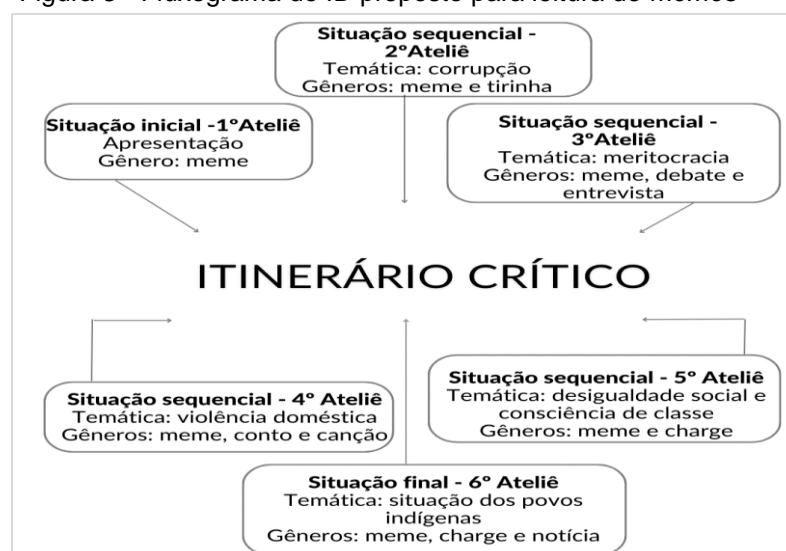 Situação sequencial -
2ºAteliê
Temática: corrupção
Gêneros: meme e tirinha
Situação inicial -1ºAteliê
Apresentação
Gênero: meme
Situação sequencial -
3ºAteliê
Temática: meritocracia
Gêneros: meme, debate e
entrevista
ITINERÁRIO CRÍTICO
Situação sequencial - 4º Ateliê
Temática: violência doméstica
Gêneros: meme, conto e canção
Situação sequencial - 5º Ateliê
Temática: desigualdade social e
consciência de classe
Gêneros: meme e charge
Situação final - 6º Ateliê
Temática: situação dos povos
indígenas
Gêneros: meme, charge e notícia